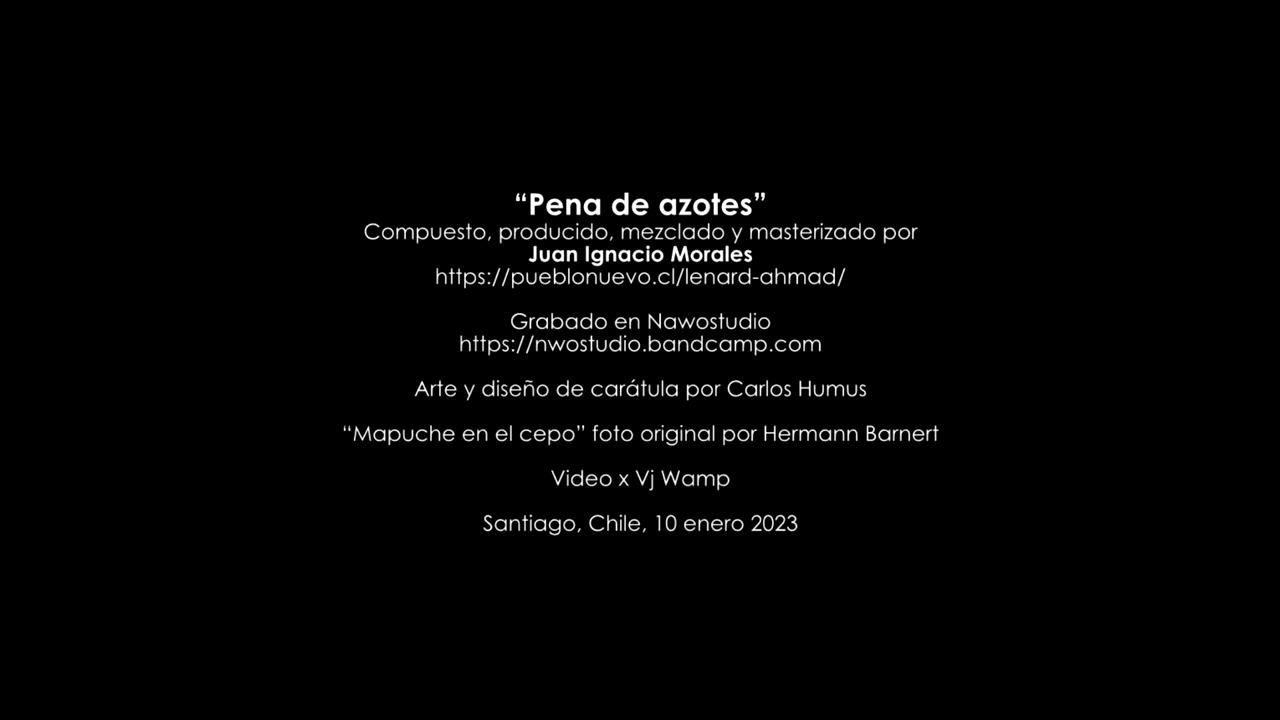 “Pena de azotes”
Compuesto, producido, mezclado y masterizado por
Juan Ignacio Morales
https://pueblonuevo.cl/lenard-ahmad/
Grabado en Nawostudio
https://nwostudio.bandcamp.com
Arte y diseño de carátula por Carlos Humus
“Mapuche en el cepo” foto original por Hermann Barnert
Video x Vj Wamp
Santiago, Chile, 10 enero 2023